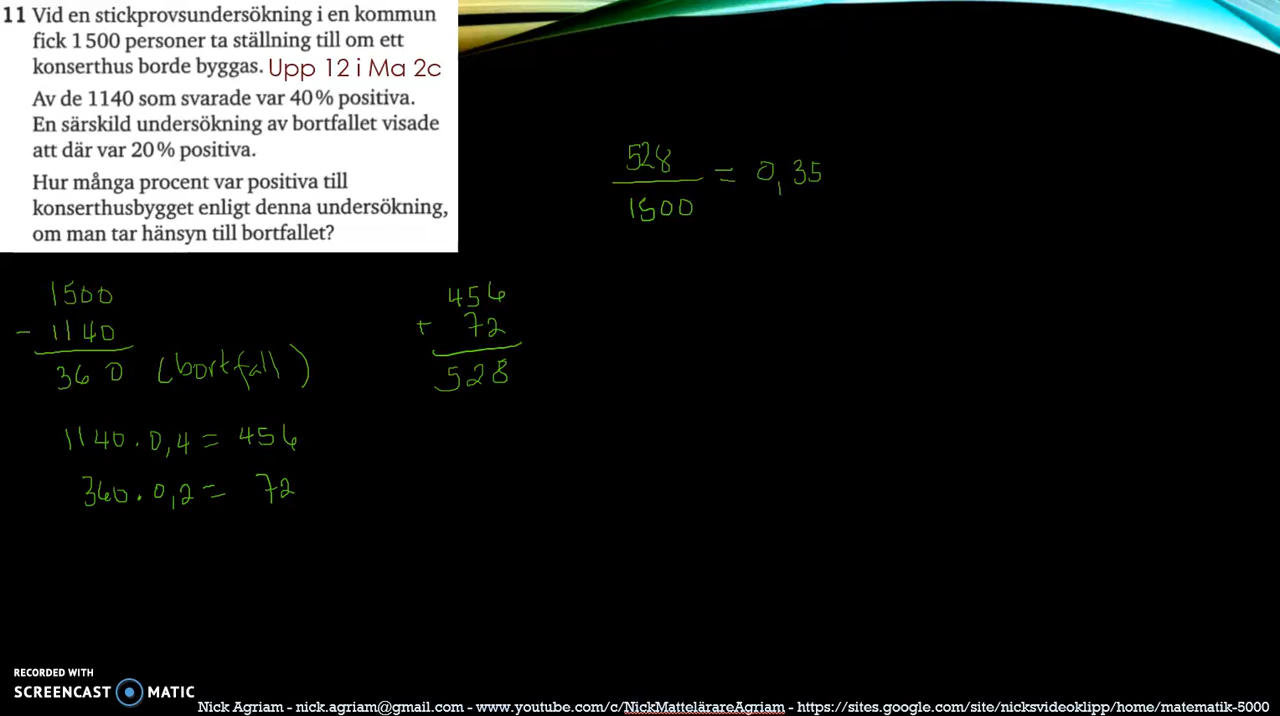 11 Vid en stickprovsundersökning i en kommun
fick 1 500 personer ta ställning till om ett
konserthus borde byggas. Upp 12 i Ma 2c
Av de 1140 som svarade var 40 % positiva.
En särskild undersökning av bortfallet visade
att där var 20 % positiva.
Hur många procent var positiva till
konserthusbygget enligt denna undersökning,
om man tar hänsyn till bortfallet?
528
1500
= 0,35
1500
- 1140
360 (bortfall)
1140 · 0,4 = 456
360 · 0,2 = 72
456
+ 72
528
RECORDED WITH
SCREENCAST MATIC
Nick Agriam - nick.agriam@gmail.com - www.youtube.com/c/NickMattelärareAgriam - https://sites.google.com/site/nicksvideoklipp/home/matematik-5000